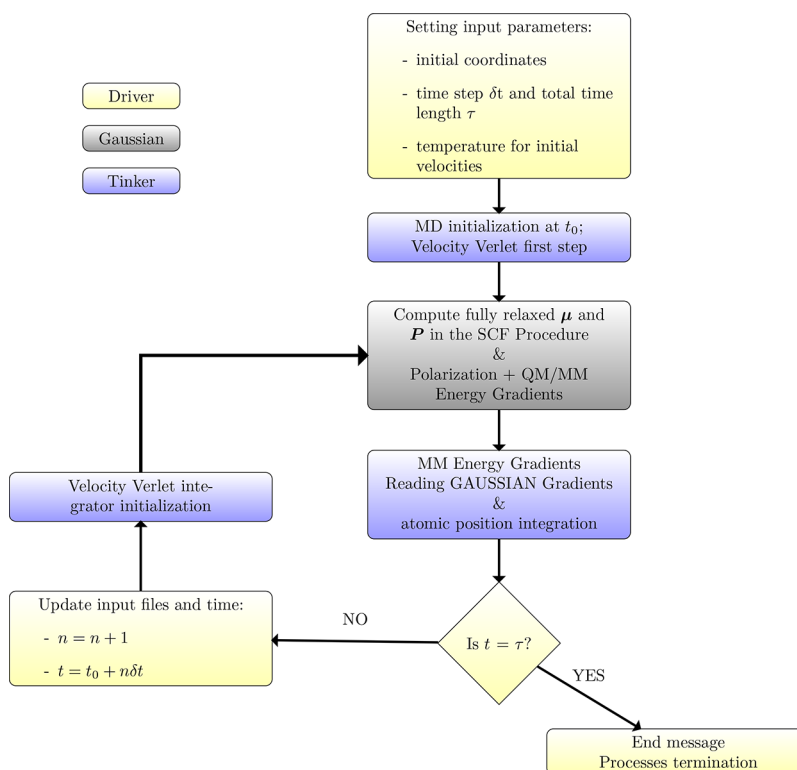 Setting input parameters:
- initial coordinates
- time step δt and total time
length τ
- temperature for initial
velocities
Driver
Gaussian
Tinker
MD initialization at t₀;
Velocity Verlet first step
Compute fully relaxed μ and
P in the SCF Procedure
&
Polarization + QM/MM
Energy Gradients
MM Energy Gradients
Reading GAUSSIAN Gradients
&
atomic position integration
Velocity Verlet inte-
grator initialization
Update input files and time:
- n = n + 1
- t = t₀ + nδt
NO
Is t = τ?
YES
End message
Processes termination